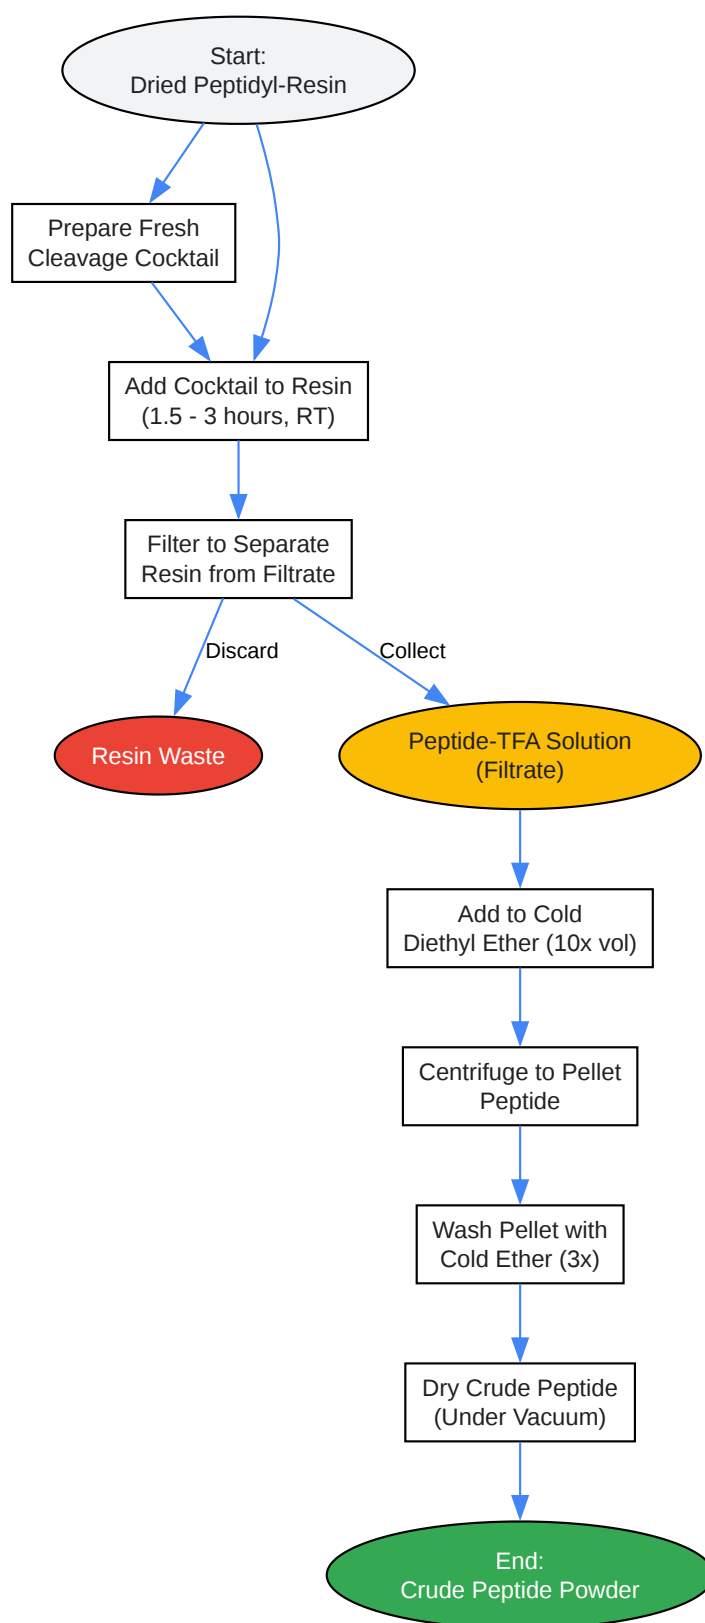 Start:
Dried Peptidyl-Resin
Prepare Fresh
Cleavage Cocktail
Add Cocktail to Resin
(1.5 - 3 hours, RT)
Filter to Separate
Resin from Filtrate
Discard
Collect
Resin Waste
Peptide-TFA Solution
(Filtrate)
Add to Cold
Diethyl Ether (10x vol)
Centrifuge to Pellet
Peptide
Wash Pellet with
Cold Ether (3x)
Dry Crude Peptide
(Under Vacuum)
End:
Crude Peptide Powder